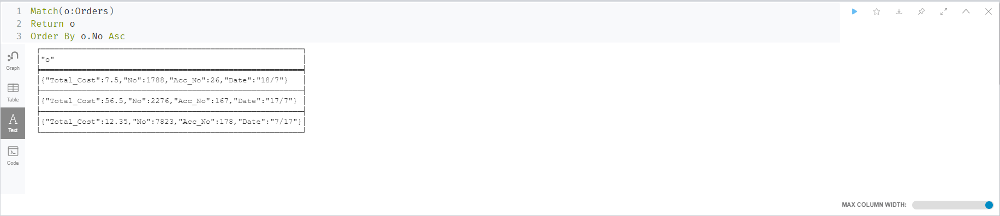 1 Match(o:Orders)
2 Return o
3 Order By o.No Asc
Graph
Table
Text
Code
"o"
{"Total_Cost":7.5,"No":1788,"Acc_No":26,"Date":"18/7"}
{"Total_Cost":56.5,"No":2276,"Acc_No":167,"Date":"17/7"}
{"Total_Cost":12.35,"No":7823,"Acc_No":178,"Date":"7/17"}
MAX COLUMN WIDTH: